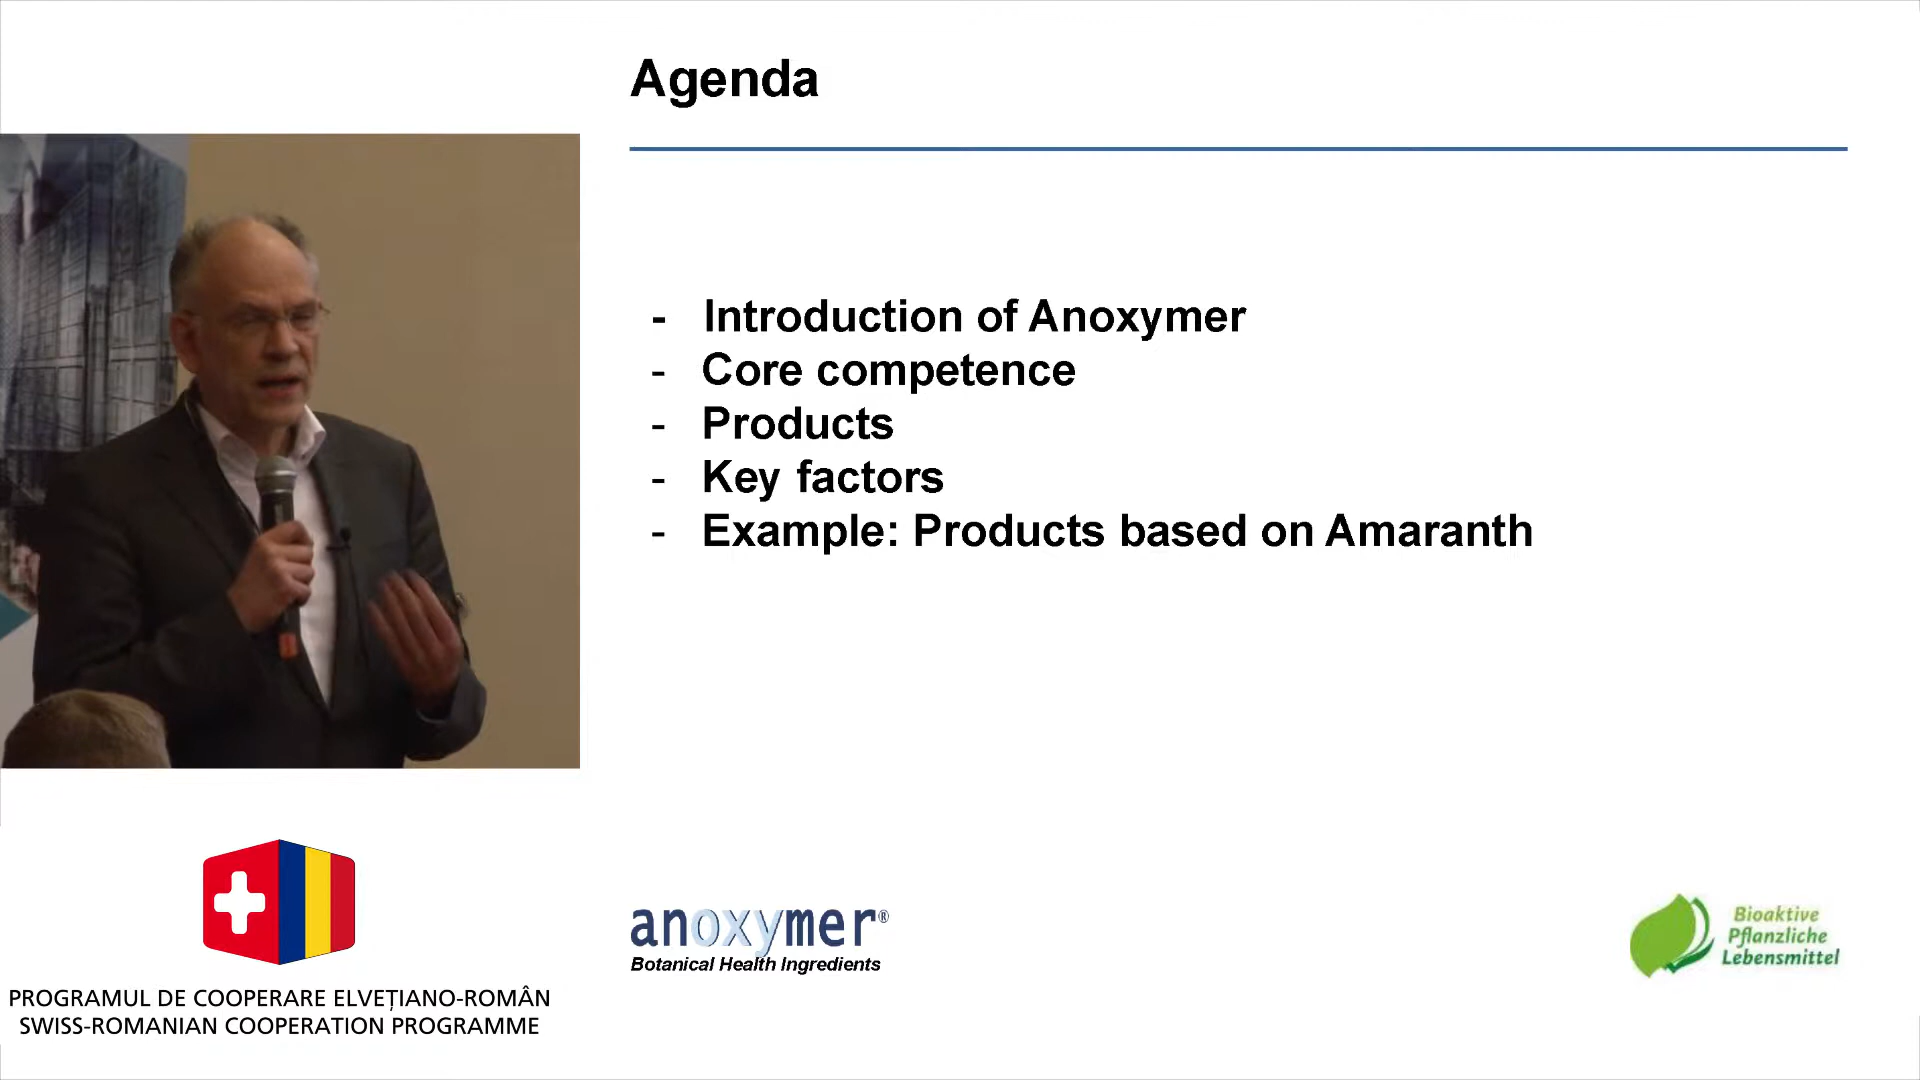 Agenda
- Introduction of Anoxymer
- Core competence
- Products
- Key factors
- Example: Products based on Amaranth
PROGRAMUL DE COOPERARE ELVEȚIANO-ROMÂN
SWISS-ROMANIAN COOPERATION PROGRAMME
anoxymer®
Botanical Health Ingredients
Bioaktive
Pflanzliche
Lebensmittel